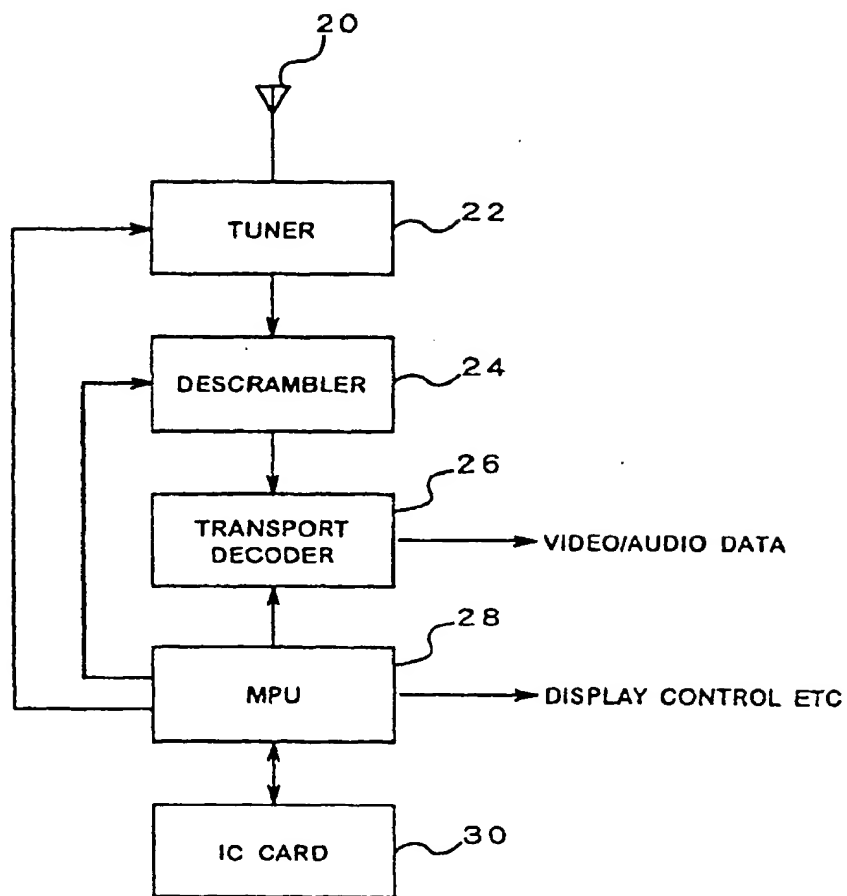 20
TUNER
22
DESCRAMBLER
24
26
TRANSPORT
DECODER
VIDEO/AUDIO DATA
28
MPU
DISPLAY CONTROL ETC
IC CARD
30